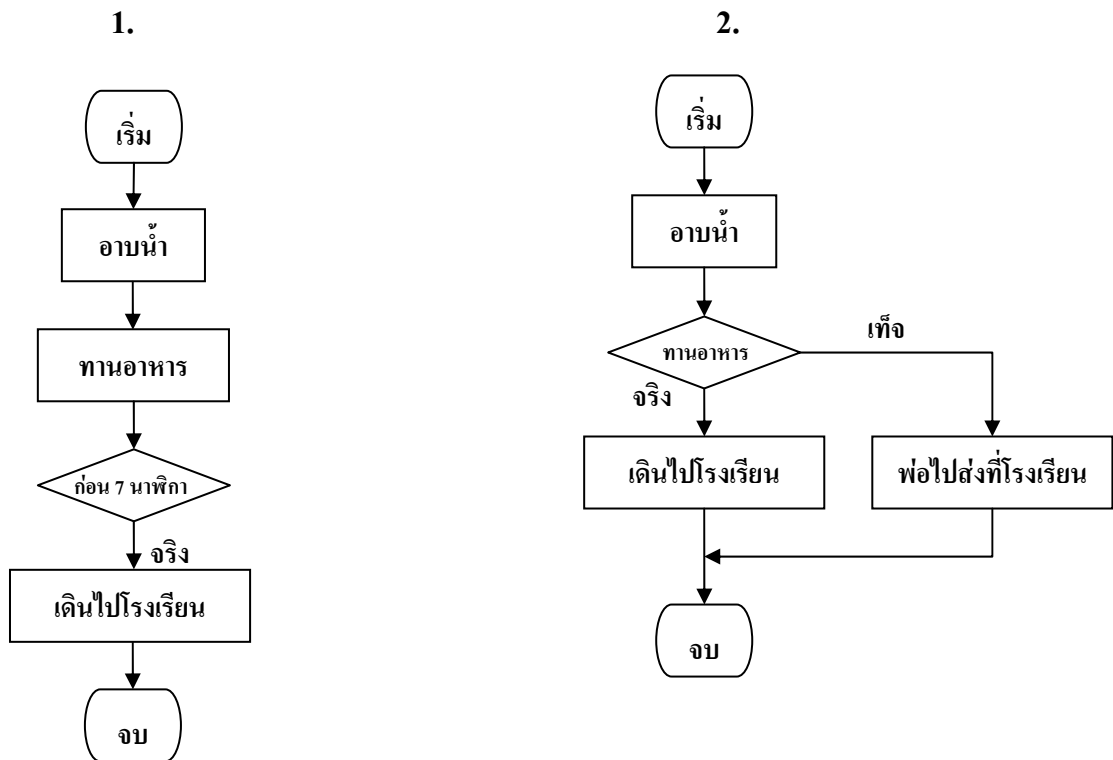 1.
เริ่ม
อาบน้ำ
ทานอาหาร
ก่อน 7 นาฬิกา
จริง
เดินไปโรงเรียน
จบ
2.
เริ่ม
อาบน้ำ
ทานอาหาร
เท็จ
จริง
เดินไปโรงเรียน
พ่อไปส่งที่โรงเรียน
จบ